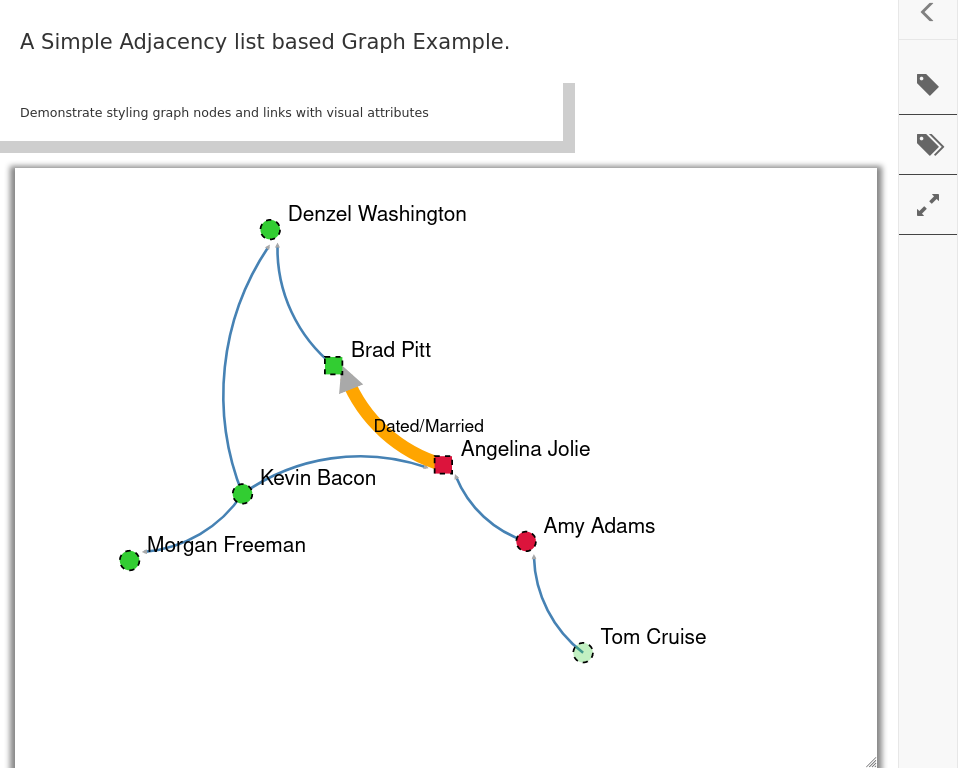 A Simple Adjacency list based Graph Example.
Demonstrate styling graph nodes and links with visual attributes
Denzel Washington
Brad Pitt
Dated/Married
Angelina Jolie
Kevin Bacon
Amy Adams
Morgan Freeman
Tom Cruise